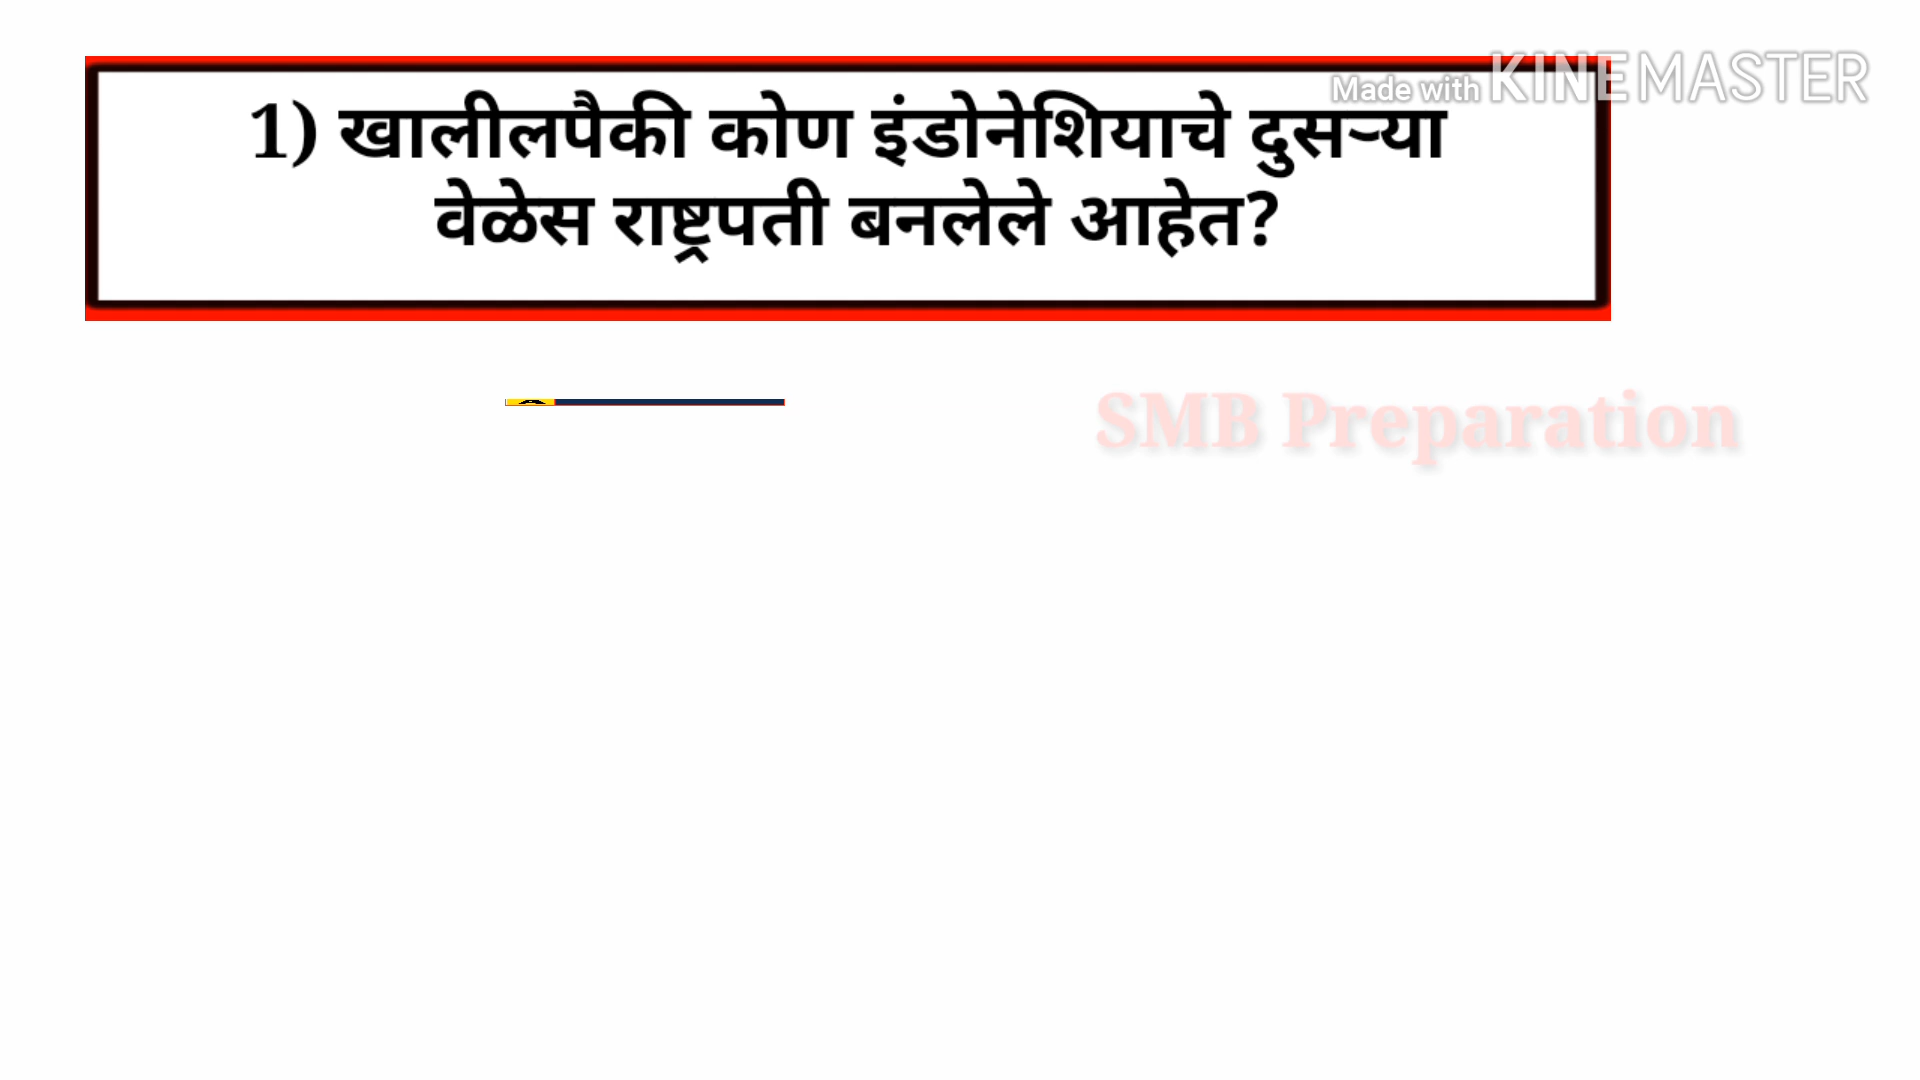 Made with KINEMASTER
1) खालीलपैकी कोण इंडोनेशियाचे दुसऱ्या
वेळेस राष्ट्रपती बनलेले आहेत?
SMB Preparation